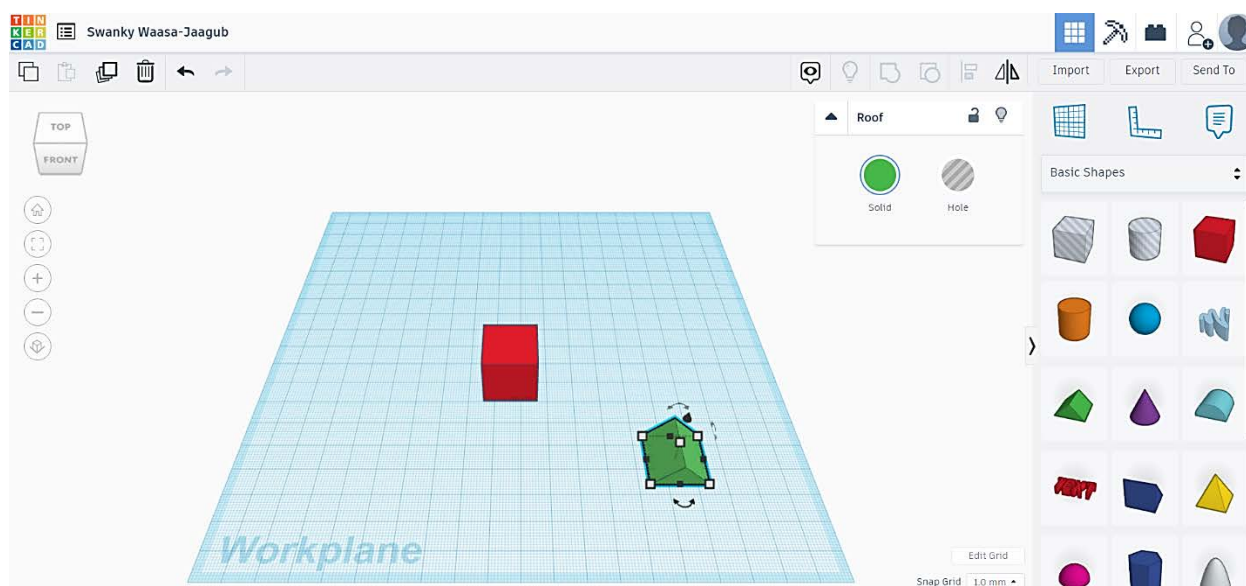 TIN
KER
CAD
Swanky Waasa-Jaagub
Import
Export
Send To
TOP
FRONT
Roof
Solid
Hole
Basic Shapes
TEXT
Workplane
Edit Grid
Snap Grid 1.0 mm